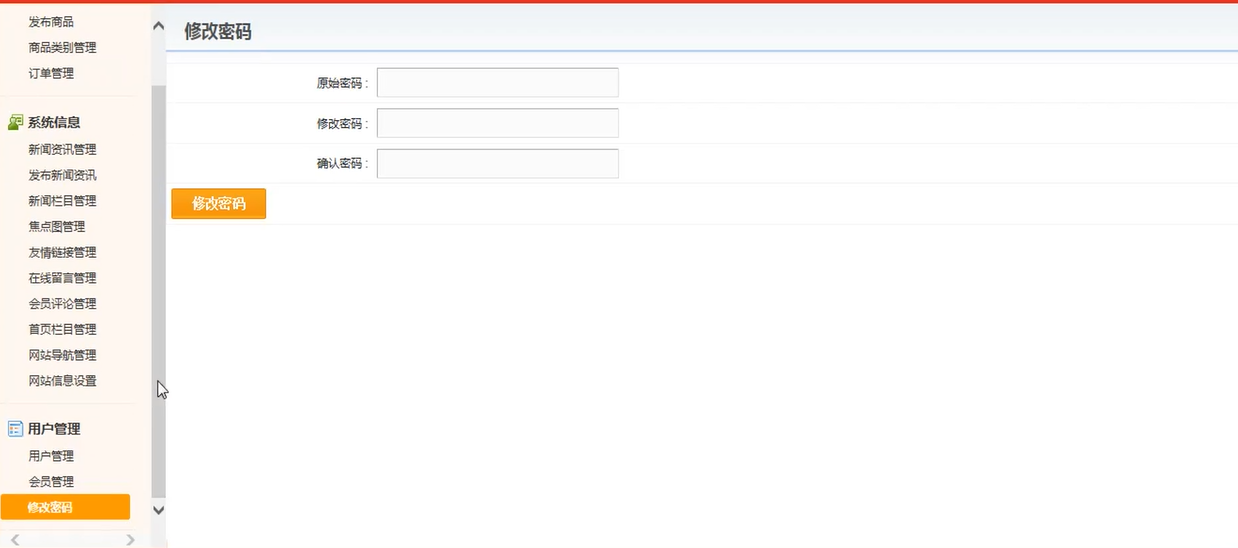 发布商品
商品类别管理
订单管理
系统信息
新闻资讯管理
发布新闻资讯
新闻栏目管理
焦点图管理
友情链接管理
在线留言管理
会员评论管理
首页栏目管理
网站导航管理
网站信息设置
用户管理
用户管理
会员管理
修改密码
修改密码
原始密码：
修改密码：
确认密码：
修改密码